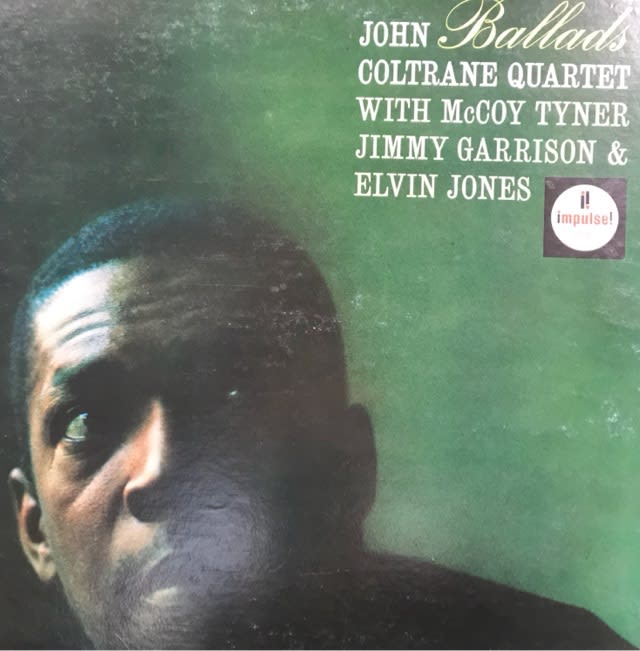 JOHN Ballads
COLTRANE QUARTET
WITH McCOY TYNER
JIMMY GARRISON &
ELVIN JONES
i!
impulse!